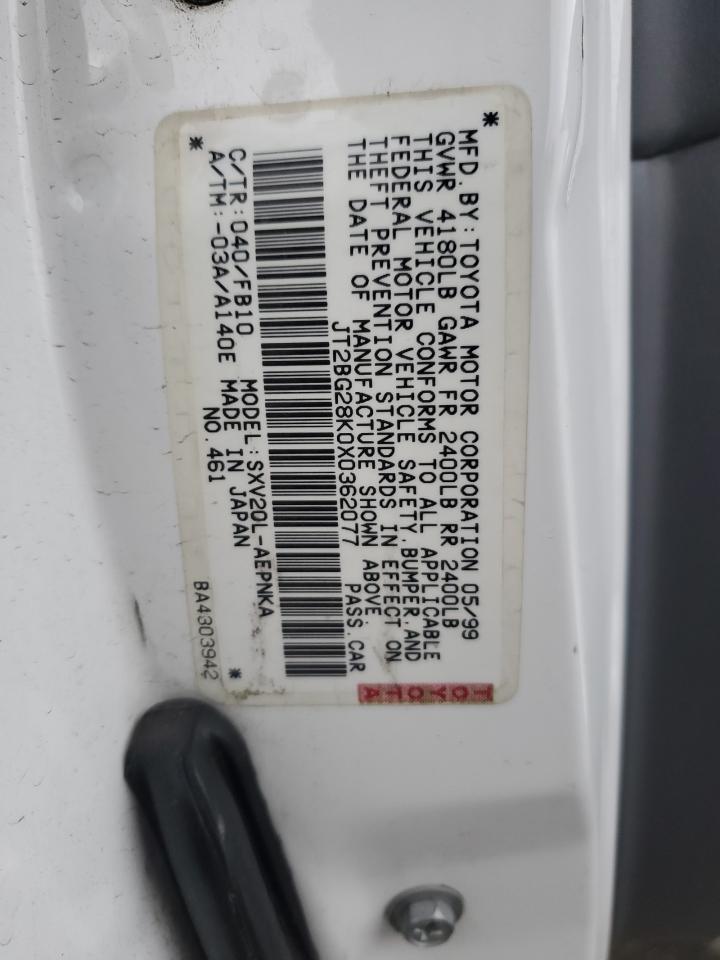 MFD. BY: TOYOTA MOTOR CORPORATION 05/99
GVWR 4180LB GAWR FR 2400LB RR 2400LB
THIS VEHICLE CONFORMS TO ALL APPLICABLE
FEDERAL MOTOR VEHICLE SAFETY, BUMPER, AND
THEFT PREVENTION STANDARDS IN EFFECT ON
THE DATE OF MANUFACTURE SHOWN ABOVE.
JT2BG28K0X0362077 PASS. CAR
C/TR: 040/FB10 MODEL: SXV20L-AEPNKA
A/TM: -03A/A140E MADE IN JAPAN
NO. 461
BA4303942
TOYOTA